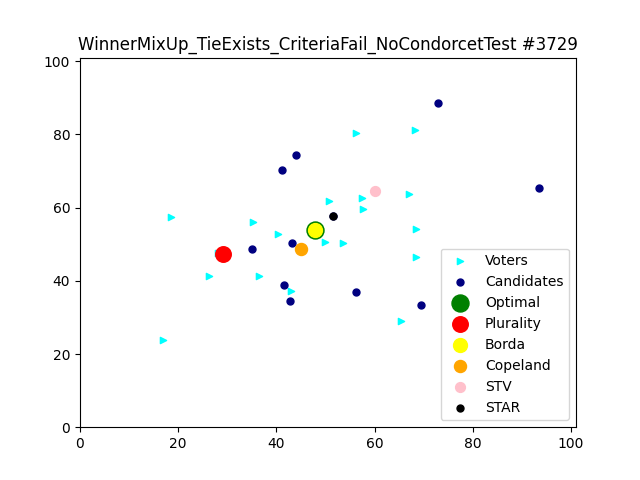 WinnerMixUp_TieExists_CriteriaFail_NoCondorcetTest #3729
100
80
60
40
20
0
0 20 40 60 80 100
Voters
Candidates
Optimal
Plurality
Borda
Copeland
STV
STAR